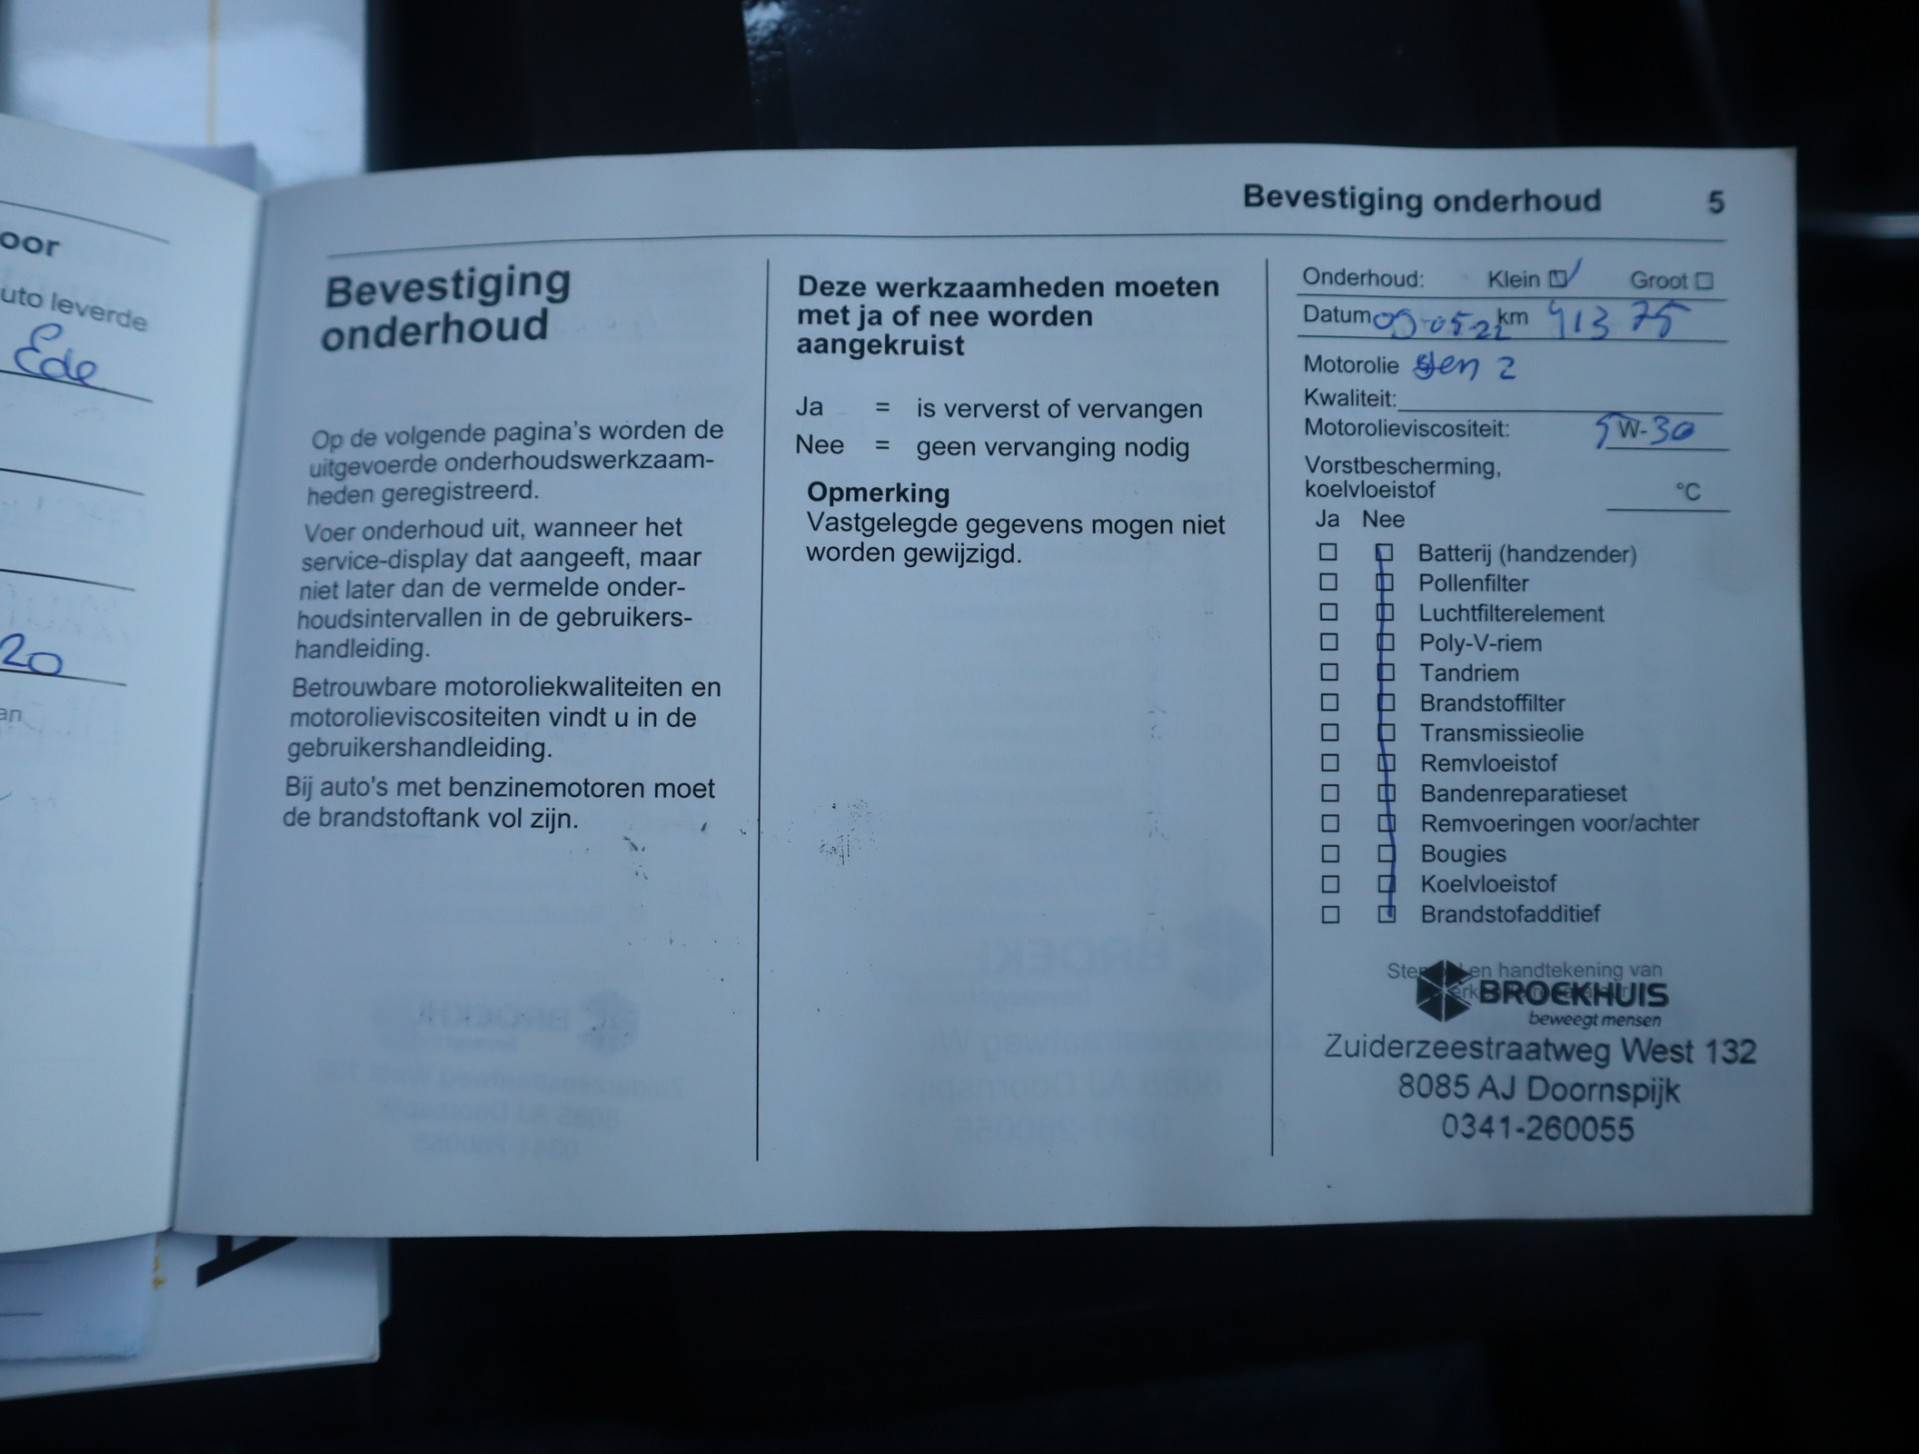 oor
uto leverde
Ede
20
an
Bevestiging onderhoud 5
Bevestiging
onderhoud
Op de volgende pagina's worden de
uitgevoerde onderhoudswerkzaam-
heden geregistreerd.
Voer onderhoud uit, wanneer het
service-display dat aangeeft, maar
niet later dan de vermelde onder-
houdsintervallen in de gebruikers-
handleiding.
Betrouwbare motoroliekwaliteiten en
motorolieviscositeiten vindt u in de
gebruikershandleiding.
Bij auto's met benzinemotoren moet
de brandstoftank vol zijn.
Deze werkzaamheden moeten
met ja of nee worden
aangekruist
Ja = is ververst of vervangen
Nee = geen vervanging nodig
Opmerking
Vastgelegde gegevens mogen niet
worden gewijzigd.
Onderhoud: Klein Groot
Datum km 41375
Motorolie gen 2
Kwaliteit:
Motorolieviscositeit: 5W-30
Vorstbescherming,
koelvloeistof °C
Ja Nee
Batterij (handzender)
Pollenfilter
Luchtfilterelement
Poly-V-riem
Tandriem
Brandstoffilter
Transmissieolie
Remvloeistof
Bandenreparatieset
Remvoeringen voor/achter
Bougies
Koelvloeistof
Brandstofadditief
en handtekening van
BROEKHUIS
beweegt mensen
Zuiderzeestraatweg West 132
8085 AJ Doornspijk
0341-260055